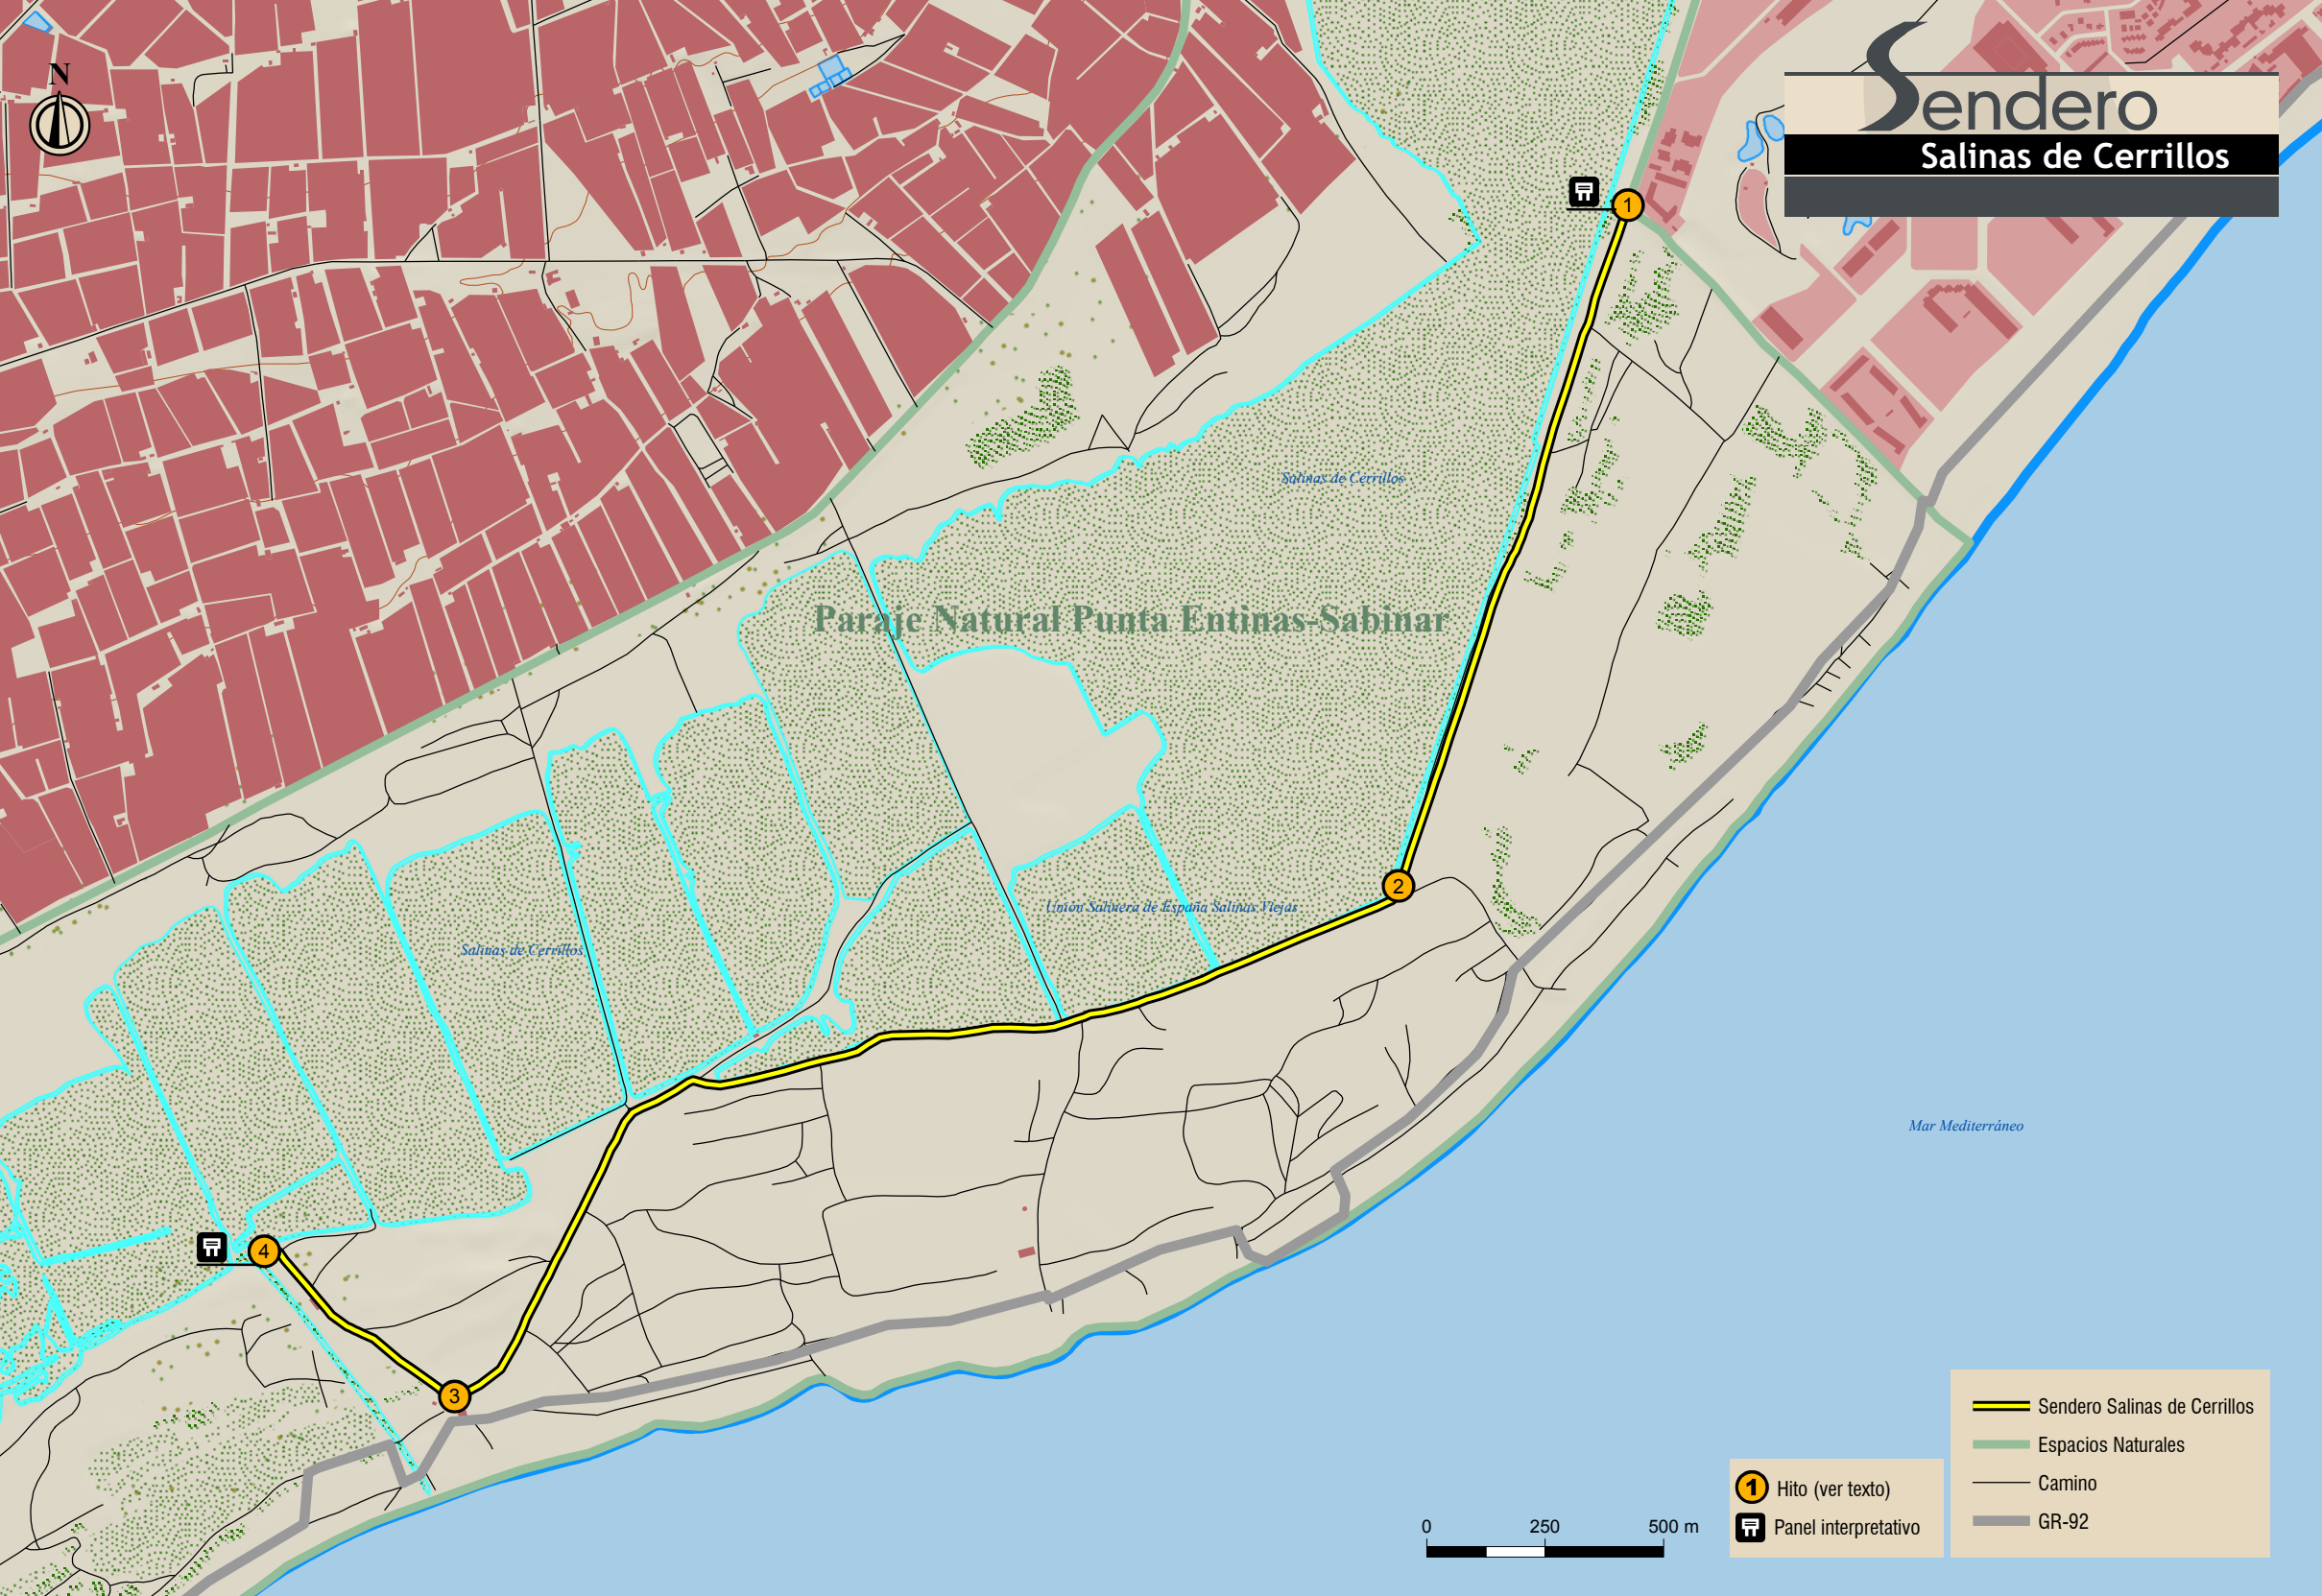 N
Sendero
Salinas de Cerrillos
1
Salinas de Cerrillos
Paraje Natural Punta Entinas-Sabinar
2
Unión Salinera de España Salinas Viejas
Salinas de Cerrillos
Mar Mediterráneo
4
3
Sendero Salinas de Cerrillos
Espacios Naturales
Camino
GR-92
1 Hito (ver texto)
Panel interpretativo
0 250 500 m